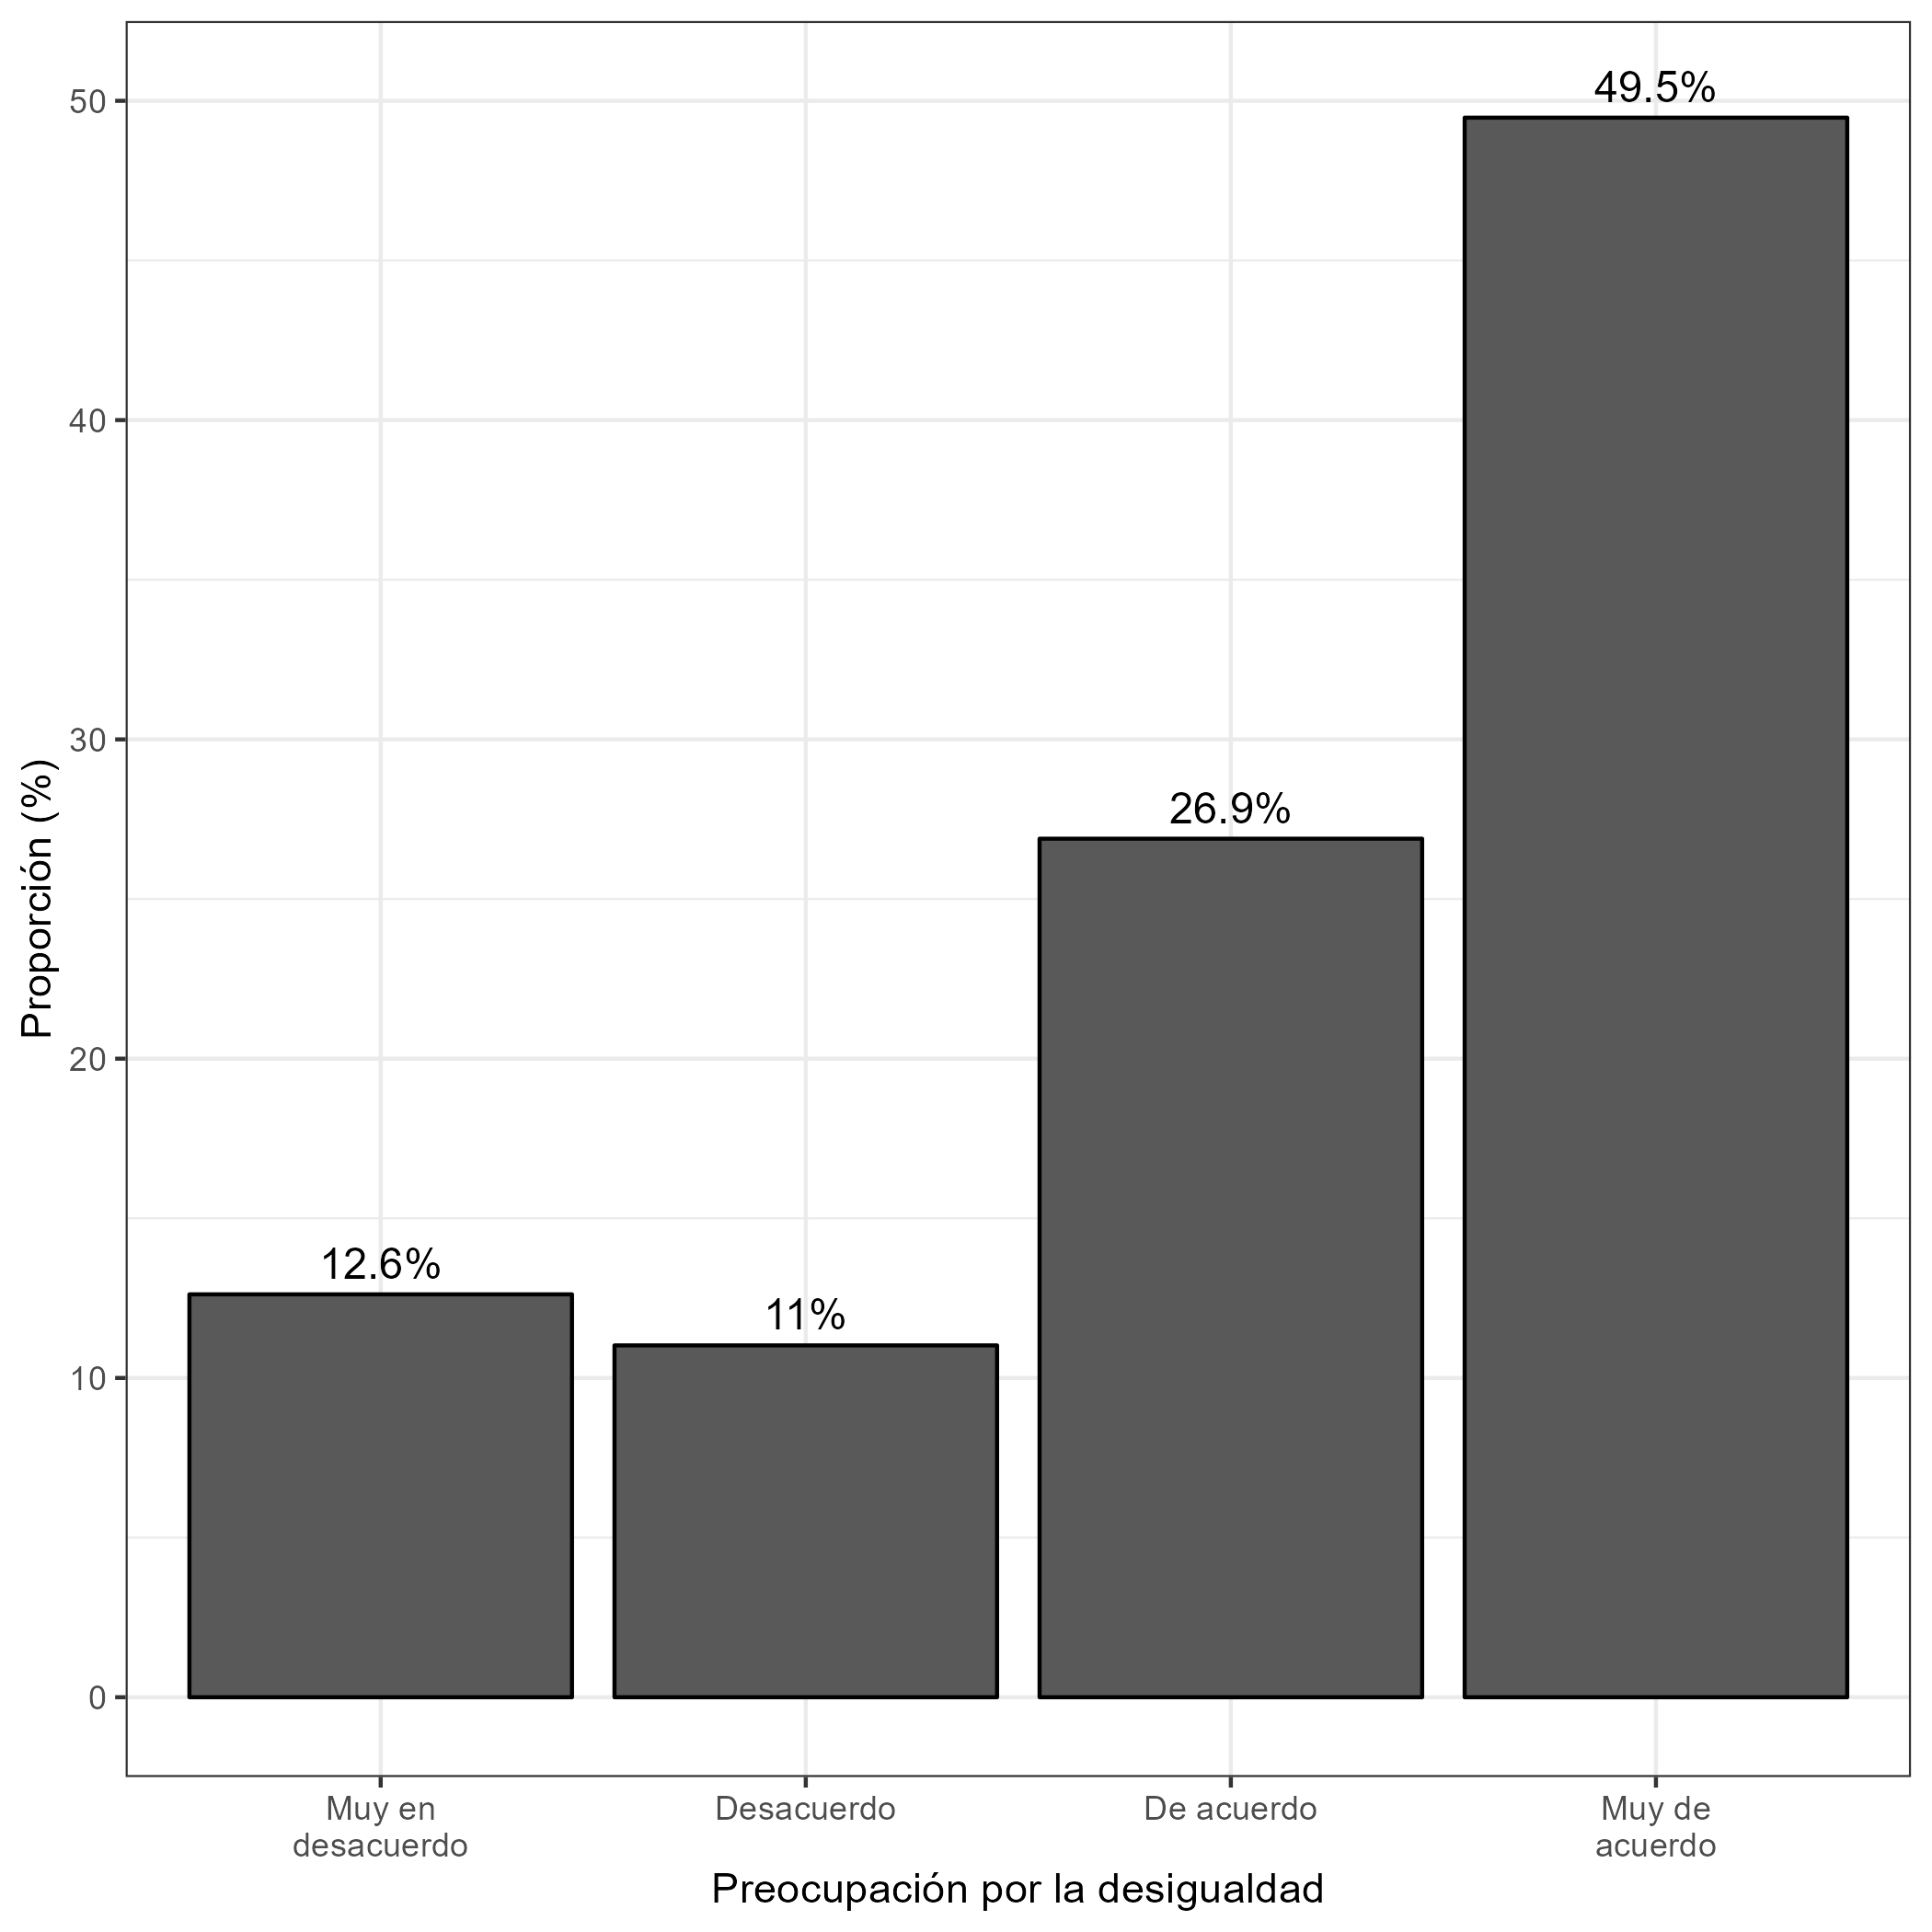 Proporción (%)
50
40
30
20
10
0
12.6%
11%
26.9%
49.5%
Muy en
desacuerdo
Desacuerdo
De acuerdo
Muy de
acuerdo
Preocupación por la desigualdad